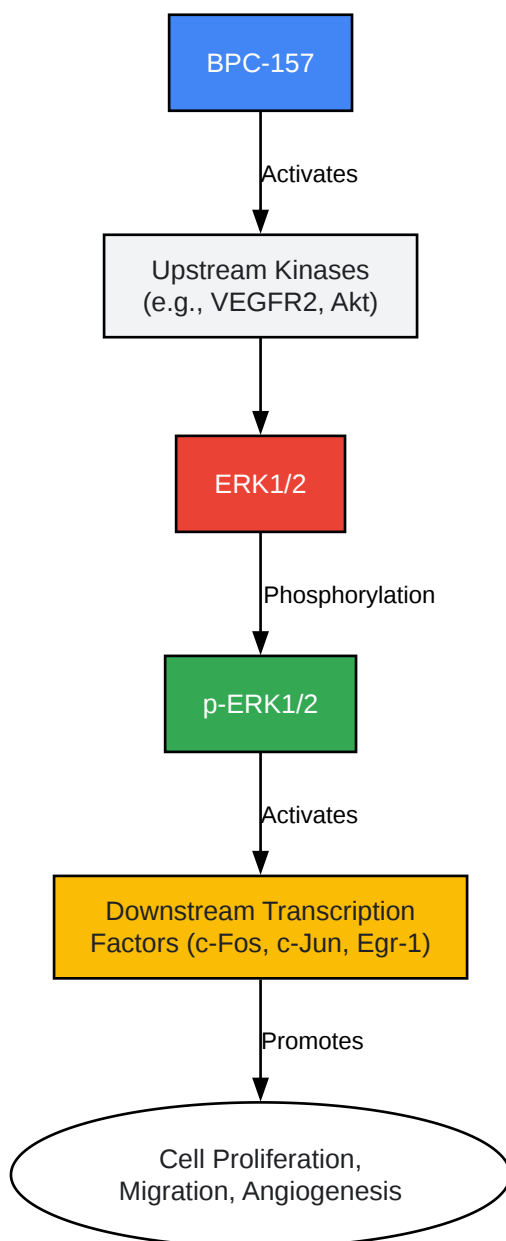 BPC-157
Activates
Upstream Kinases
(e.g., VEGFR2, Akt)
ERK1/2
Phosphorylation
p-ERK1/2
Activates
Downstream Transcription
Factors (c-Fos, c-Jun, Egr-1)
Promotes
Cell Proliferation,
Migration, Angiogenesis